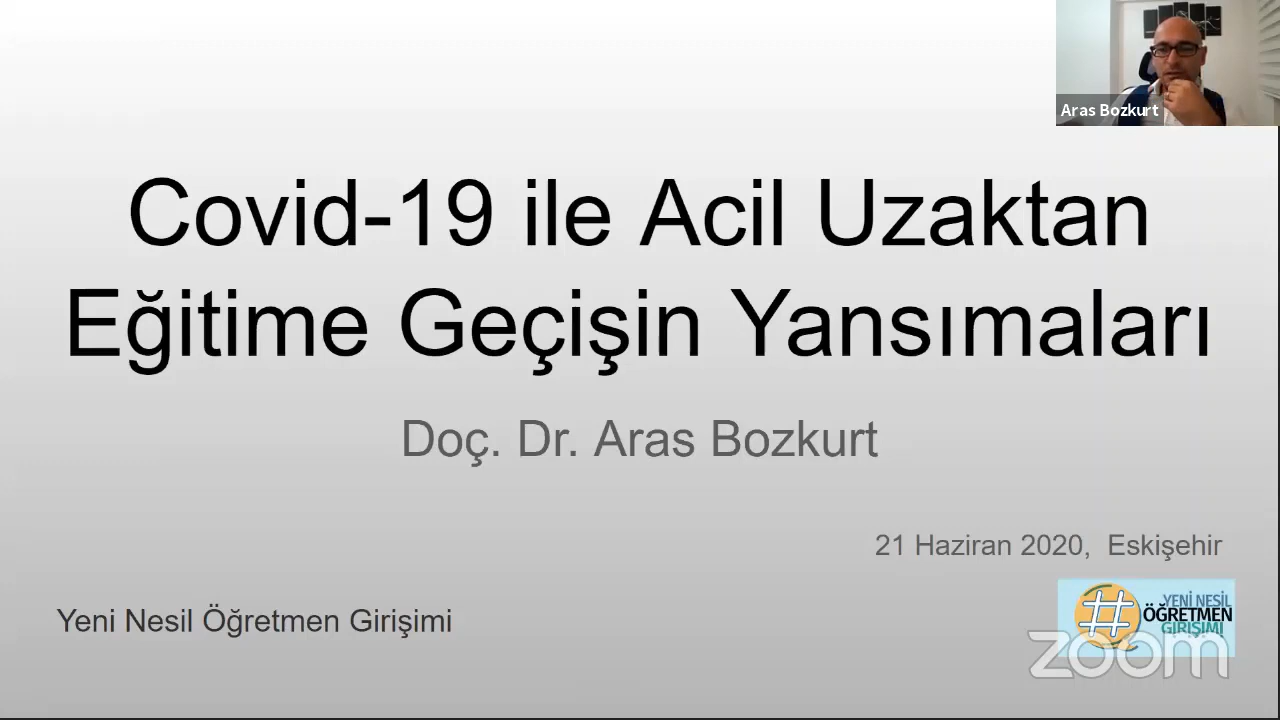 Aras Bozkurt
Covid-19 ile Acil Uzaktan
Eğitime Geçişin Yansımaları
Doç. Dr. Aras Bozkurt
21 Haziran 2020, Eskişehir
Yeni Nesil Öğretmen Girişimi
YENİ NESİL
ÖĞRETMEN
GİRİŞİMİ
zoom